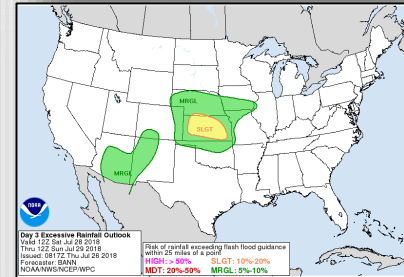 MRGL
SLGT
MRGL
NOAA
Day 3 Excessive Rainfall Outlook
Valid 12Z Sat Jul 28 2018
Thru 12Z Sun Jul 29 2018
Issued: 0817Z Thu Jul 26 2018
Forecaster: BANN
NOAA/NWS/NCEP/WPC
Risk of rainfall exceeding flash flood guidance
within 25 miles of a point
HIGH: > 50% SLGT: 10%-20%
MDT: 20%-50% MRGL: 5%-10%